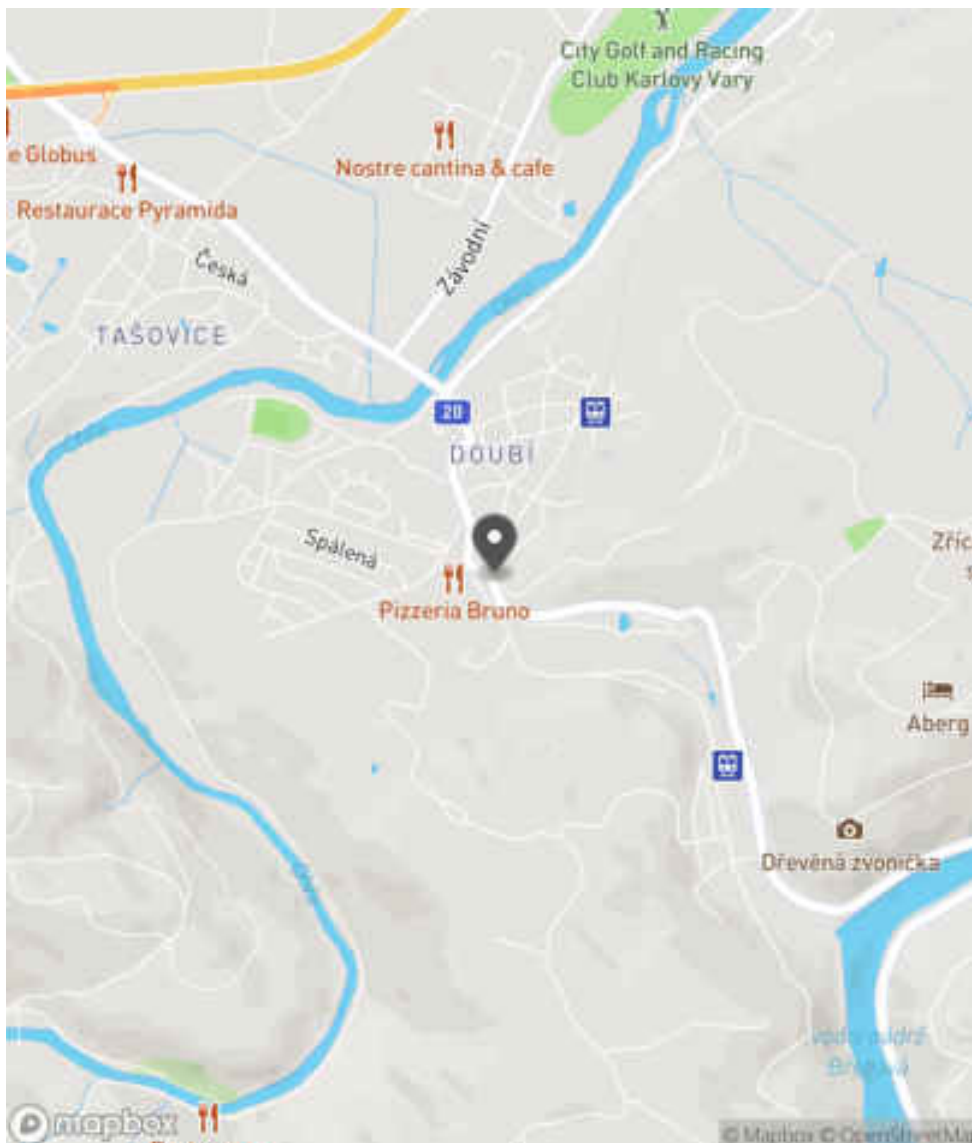 City Golf and Racing
Club Karlovy Vary
e Globus
Nostre cantina & cafe
Restaurace Pyramida
Česká
Závodní
TAŠOVICE
20
DOUBÍ
Spálená
Zříc
Pizzeria Bruno
Aberg
Dřevěná zvonička
mapbox
© Mapbox © OpenStreetMa